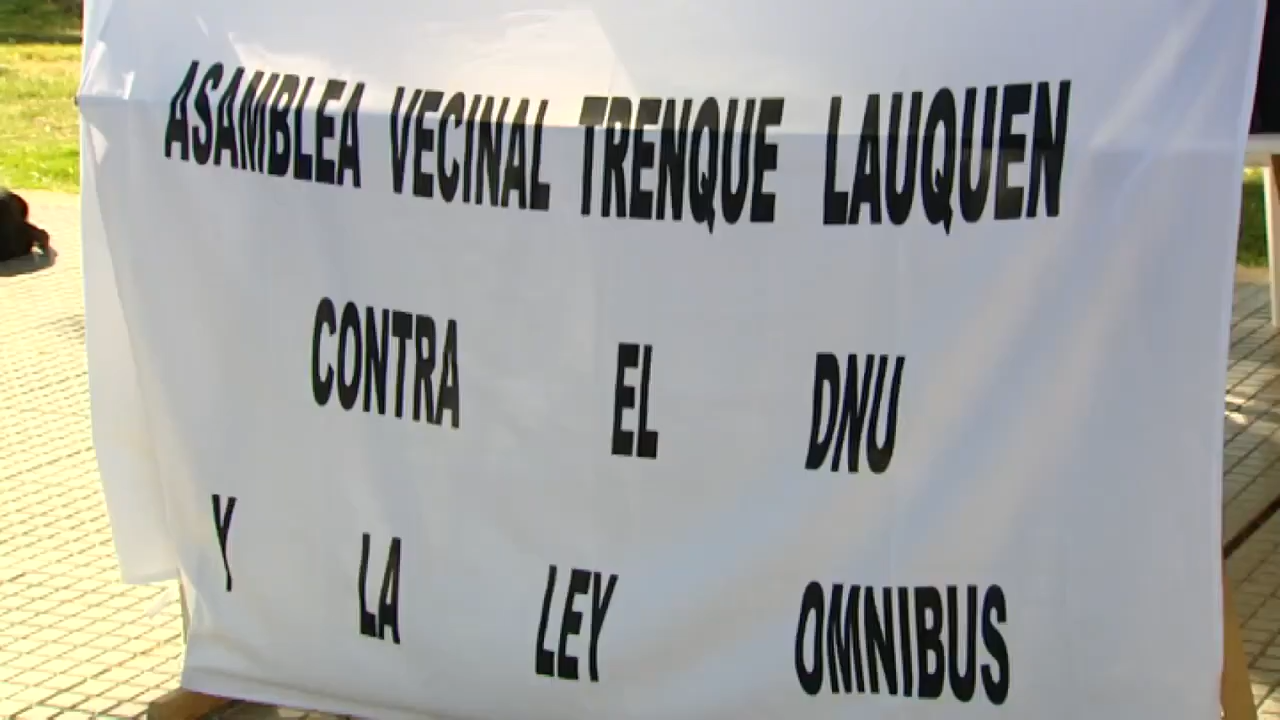 ASAMBLEA VECINAL TRENQUE LAUQUEN
CONTRA EL DNU
Y LA LEY OMNIBUS